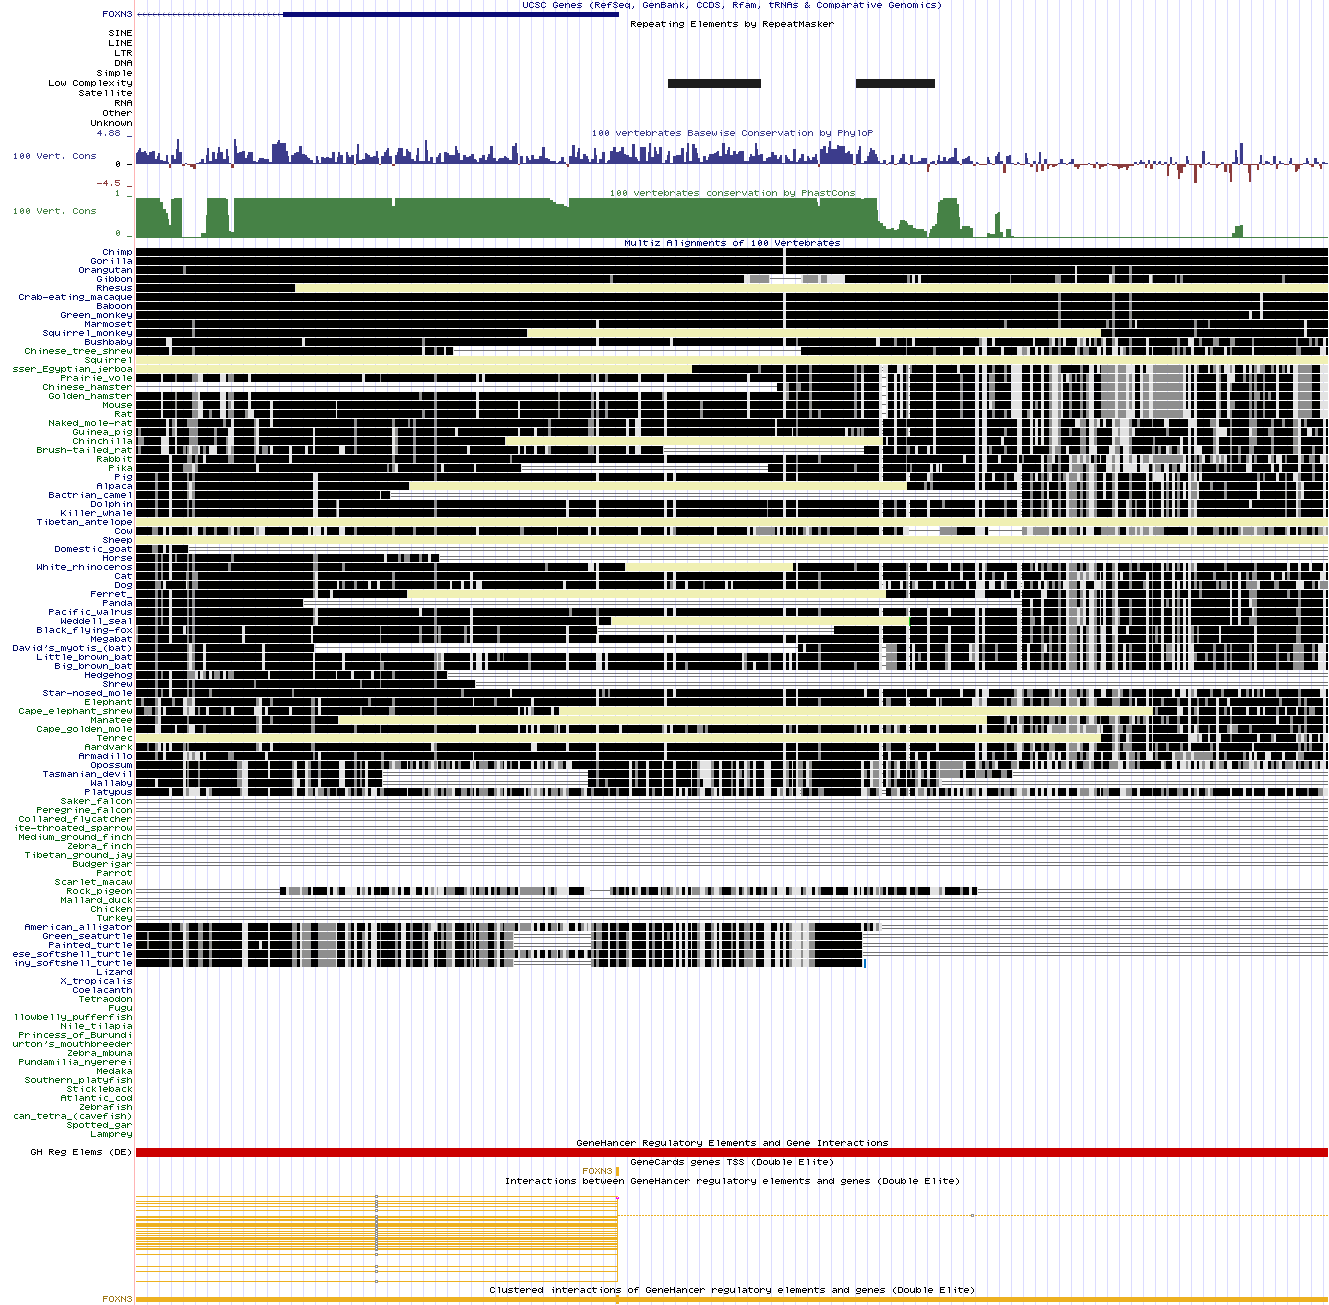 UCSC Genes (RefSeq, GenBank, CCDS, Rfam, tRNAs & Comparative Genomics)
FOXN3
Repeating Elements by RepeatMasker
SINE
LINE
LTR
DNA
Simple
Low Complexity
Satellite
RNA
Other
Unknown
4.88 _
100 vertebrates Basewise Conservation by PhyloP
100 Vert. Cons
0 _
-4.5 _
1 _
100 vertebrates conservation by PhastCons
100 Vert. Cons
0 _
Multiz Alignments of 100 Vertebrates
Chimp
Gorilla
Orangutan
Gibbon
Rhesus
Crab-eating_macaque
Baboon
Green_monkey
Marmoset
Squirrel_monkey
Bushbaby
Chinese_tree_shrew
Squirrel
sser_Egyptian_jerboa
Prairie_vole
Chinese_hamster
Golden_hamster
Mouse
Rat
Naked_mole-rat
Guinea_pig
Chinchilla
Brush-tailed_rat
Rabbit
Pika
Pig
Alpaca
Bactrian_camel
Dolphin
Killer_whale
Tibetan_antelope
Cow
Sheep
Domestic_goat
Horse
White_rhinoceros
Cat
Dog
Ferret_
Panda
Pacific_walrus
Weddell_seal
Black_flying-fox
Megabat
David's_myotis_(bat)
Little_brown_bat
Big_brown_bat
Hedgehog
Shrew
Star-nosed_mole
Elephant
Cape_elephant_shrew
Manatee
Cape_golden_mole
Tenrec
Aardvark
Armadillo
Opossum
Tasmanian_devil
Wallaby
Platypus
Saker_falcon
Peregrine_falcon
Collared_flycatcher
ite-throated_sparrow
Medium_ground_finch
Zebra_finch
Tibetan_ground_jay
Budgerigar
Parrot
Scarlet_macaw
Rock_pigeon
Mallard_duck
Chicken
Turkey
American_alligator
Green_seaturtle
Painted_turtle
ese_softshell_turtle
iny_softshell_turtle
Lizard
X_tropicalis
Coelacanth
Tetraodon
Fugu
llowbelly_pufferfish
Nile_tilapia
Princess_of_Burundi
urton's_mouthbreeder
Zebra_mbuna
Pundamilia_nyererei
Medaka
Southern_platyfish
Stickleback
Atlantic_cod
Zebrafish
can_tetra_(cavefish)
Spotted_gar
Lamprey
GeneHancer Regulatory Elements and Gene Interactions
GH Reg Elems (DE)
GeneCards genes TSS (Double Elite)
FOXN3
Interactions between GeneHancer regulatory elements and genes (Double Elite)
Clustered interactions of GeneHancer regulatory elements and genes (Double Elite)
FOXN3